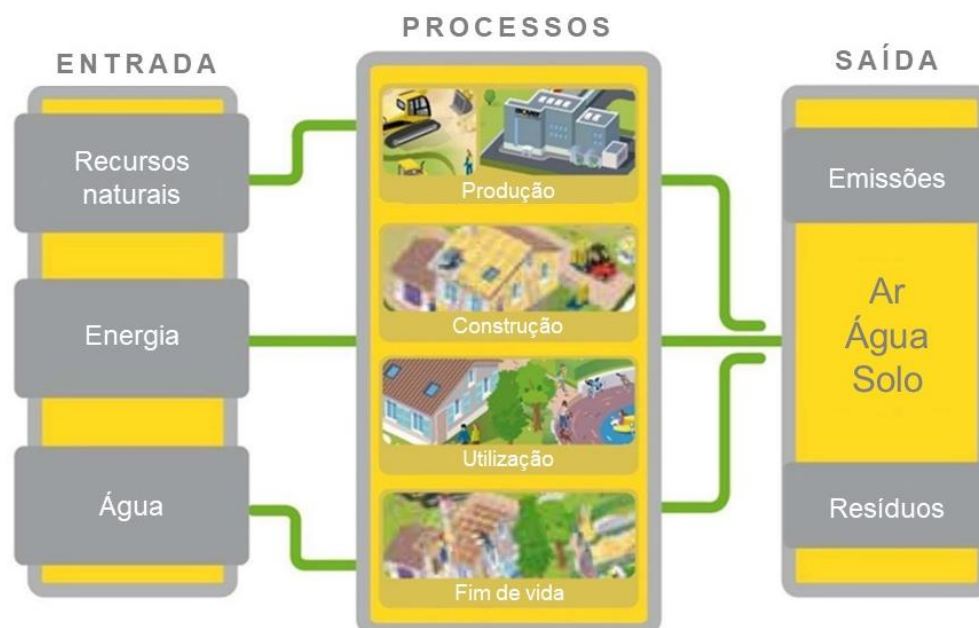 PROCESSOS
ENTRADA
SAÍDA
Recursos
naturais
Energia
Água
Produção
Construção
Utilização
Fim de vida
Emissões
Ar
Água
Solo
Resíduos